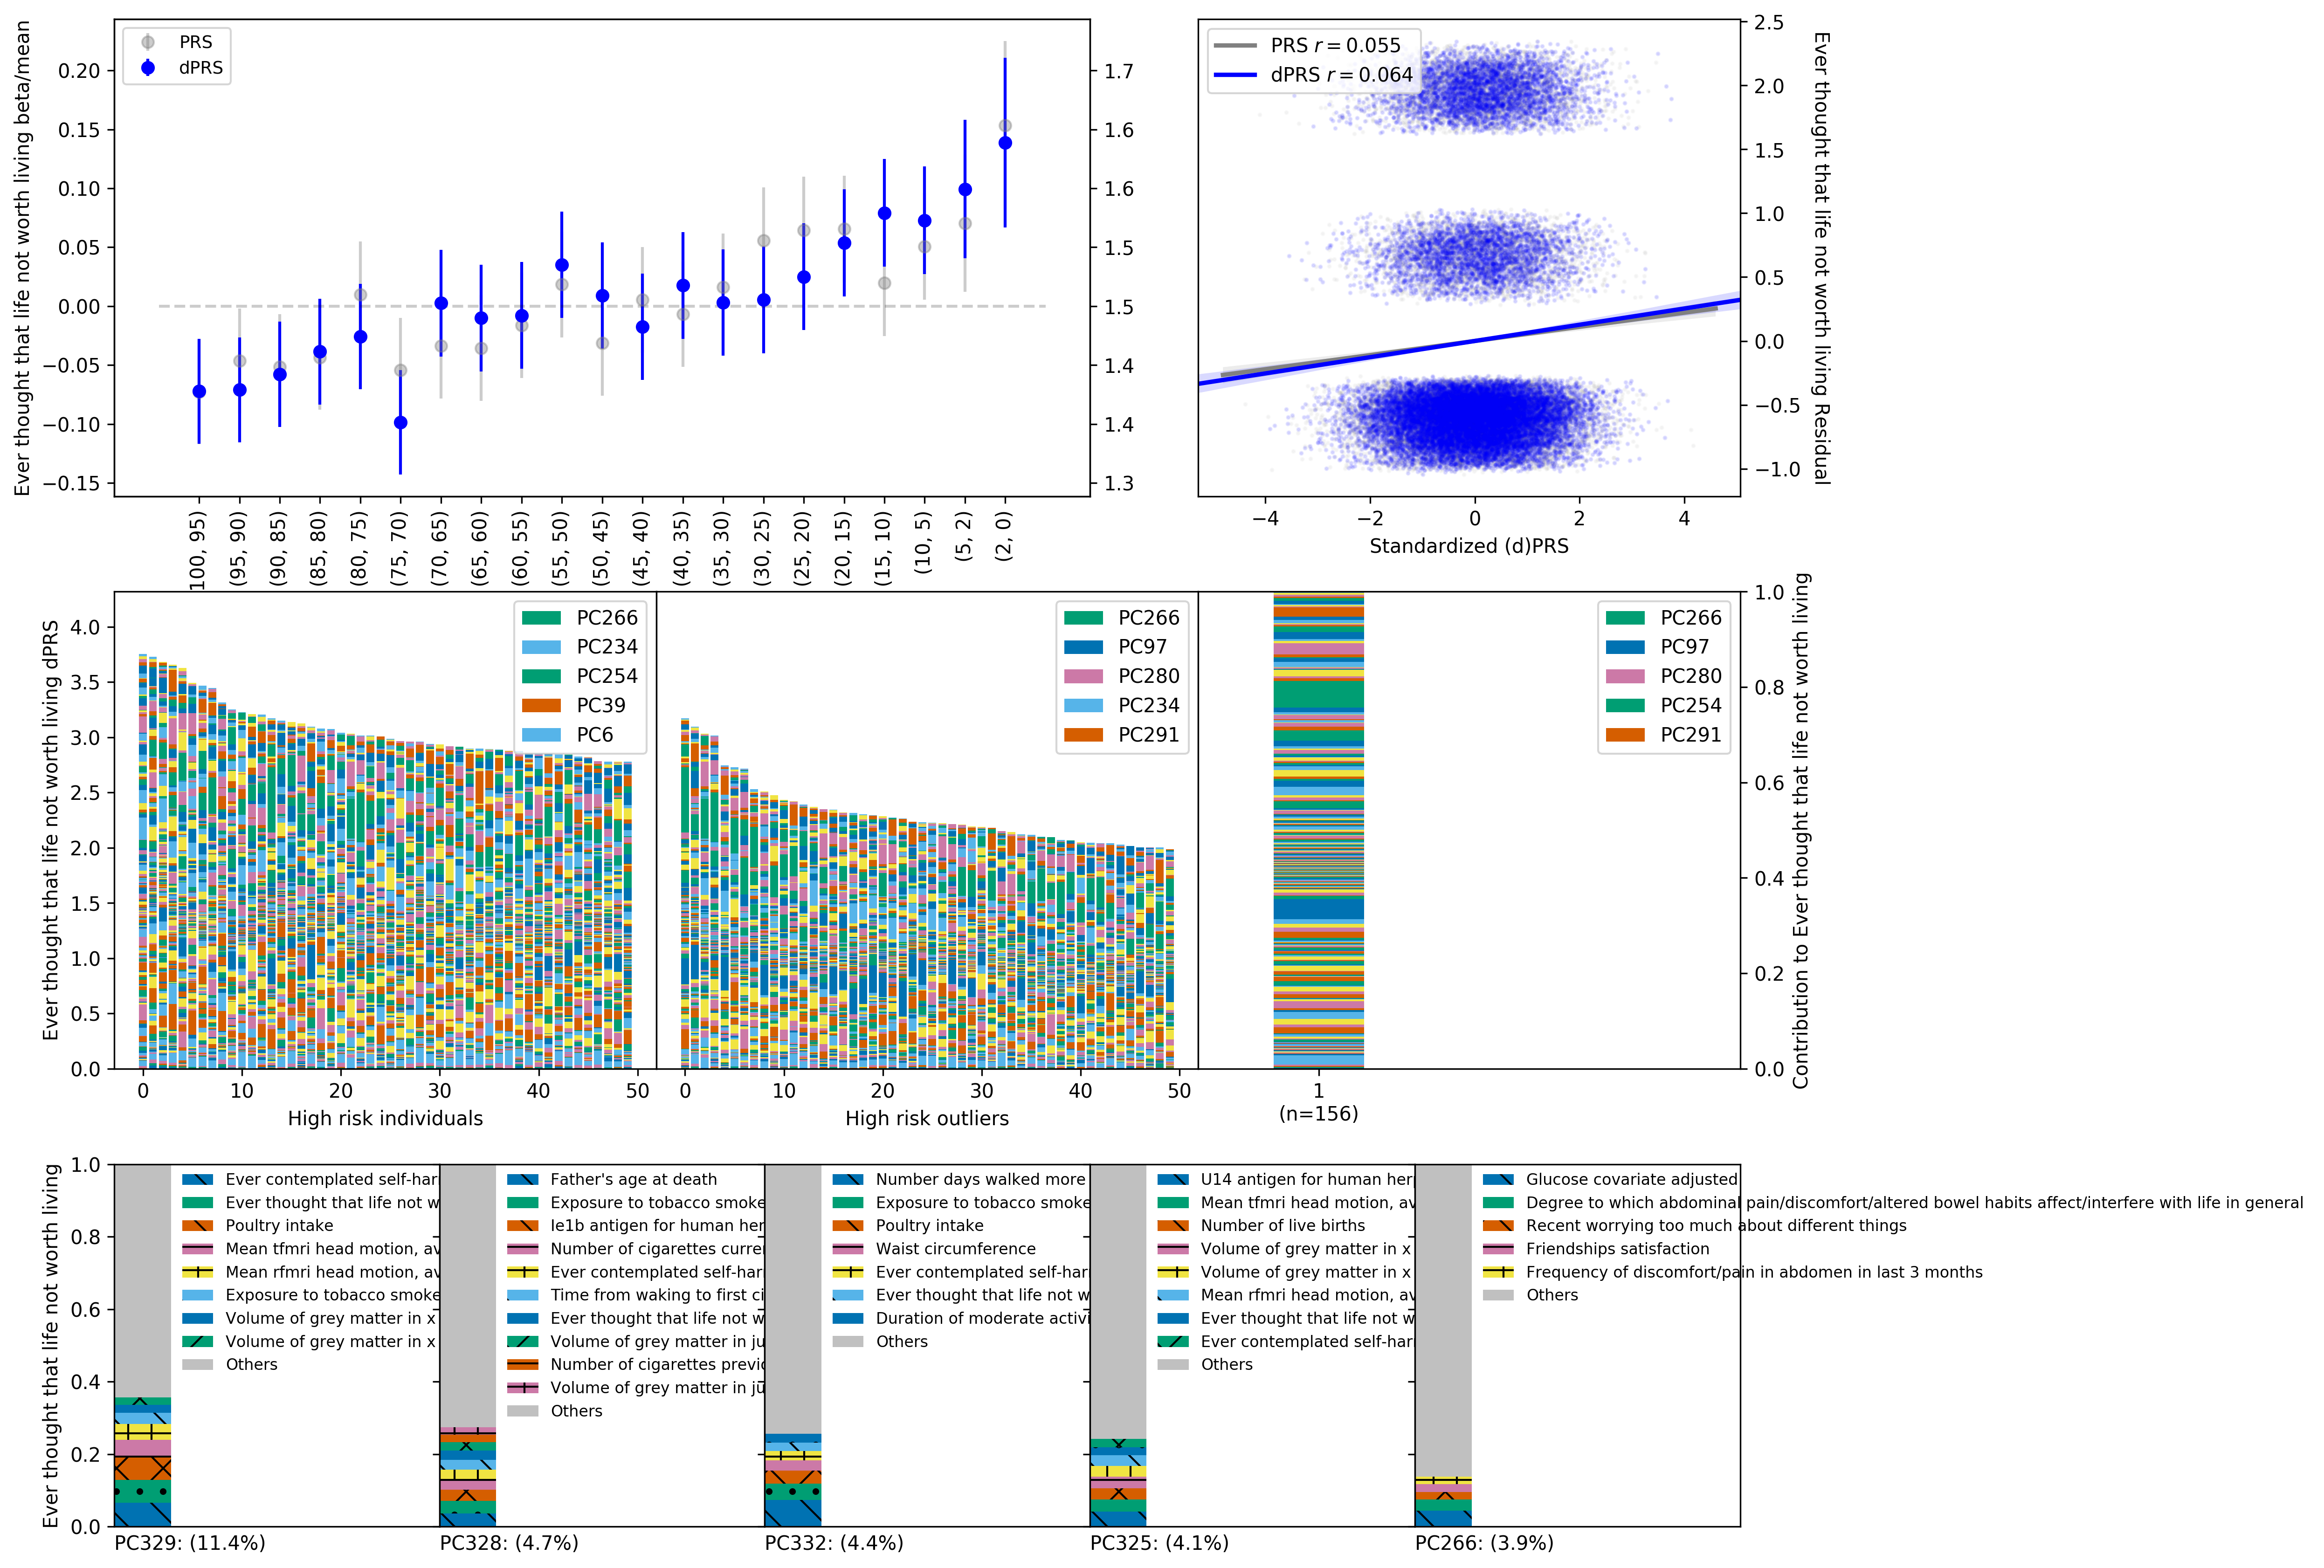 Ever thought that life not worth living beta/mean
PRS
dPRS
0.20
0.15
0.10
0.05
0.00
−0.05
−0.10
−0.15
1.7
1.6
1.6
1.5
1.5
1.4
1.4
1.3
100, 95)
(95, 90)
(90, 85)
(85, 80)
(80, 75)
(75, 70)
(70, 65)
(65, 60)
(60, 55)
(55, 50)
(50, 45)
(45, 40)
(40, 35)
(35, 30)
(30, 25)
(25, 20)
(20, 15)
(15, 10)
(10, 5)
(5, 2)
(2, 0)
PRS r = 0.055
dPRS r = 0.064
2.5
2.0
1.5
1.0
0.5
0.0
−0.5
−1.0
Ever thought that life not worth living Residual
−4 −2 0 2 4
Standardized (d)PRS
Ever thought that life not worth living dPRS
4.0
3.5
3.0
2.5
2.0
1.5
1.0
0.5
0.0
PC266
PC234
PC254
PC39
PC6
0 10 20 30 40 50
High risk individuals
PC266
PC97
PC280
PC234
PC291
0 10 20 30 40 50
High risk outliers
PC266
PC97
PC280
PC254
PC291
1
(n=156)
1.0
0.8
0.6
0.4
0.2
0.0
Contribution to Ever thought that life not worth living
Ever thought that life not worth living
1.0
0.8
0.6
0.4
0.2
0.0
Ever contemplated self-har
Ever thought that life not w
Poultry intake
Mean tfmri head motion, av
Mean rfmri head motion, av
Exposure to tobacco smoke
Volume of grey matter in x
Volume of grey matter in x
Others
PC329: (11.4%)
Father's age at death
Exposure to tobacco smoke
Ie1b antigen for human her
Number of cigarettes curre
Ever contemplated self-har
Time from waking to first ci
Ever thought that life not w
Volume of grey matter in ju
Number of cigarettes previo
Volume of grey matter in ju
Others
PC328: (4.7%)
Number days walked more
Exposure to tobacco smoke
Poultry intake
Waist circumference
Ever contemplated self-har
Ever thought that life not w
Duration of moderate activi
Others
PC332: (4.4%)
U14 antigen for human her
Mean tfmri head motion, av
Number of live births
Volume of grey matter in x
Volume of grey matter in x
Mean rfmri head motion, av
Ever thought that life not w
Ever contemplated self-har
Others
PC325: (4.1%)
Glucose covariate adjusted
Degree to which abdominal pain/discomfort/altered bowel habits affect/interfere with life in general
Recent worrying too much about different things
Friendships satisfaction
Frequency of discomfort/pain in abdomen in last 3 months
Others
PC266: (3.9%)